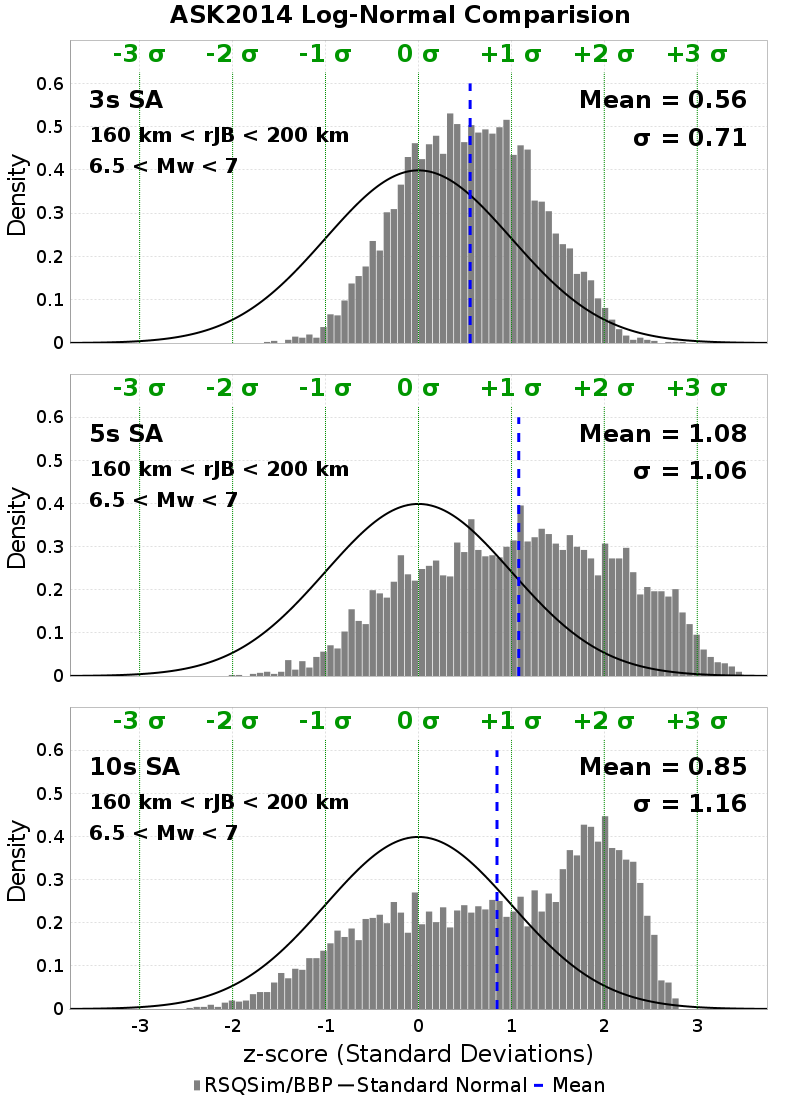 ASK2014 Log-Normal Comparision
-3 σ -2 σ -1 σ 0 σ +1 σ +2 σ +3 σ
3s SA
160 km < rJB < 200 km
6.5 < Mw < 7
Mean = 0.56
σ = 0.71
Density
0.6
0.5
0.4
0.3
0.2
0.1
0
-3 σ -2 σ -1 σ 0 σ +1 σ +2 σ +3 σ
5s SA
160 km < rJB < 200 km
6.5 < Mw < 7
Mean = 1.08
σ = 1.06
Density
0.6
0.5
0.4
0.3
0.2
0.1
0
-3 σ -2 σ -1 σ 0 σ +1 σ +2 σ +3 σ
10s SA
160 km < rJB < 200 km
6.5 < Mw < 7
Mean = 0.85
σ = 1.16
Density
0.6
0.5
0.4
0.3
0.2
0.1
0
-3 -2 -1 0 1 2 3
z-score (Standard Deviations)
RSQSim/BBP Standard Normal Mean